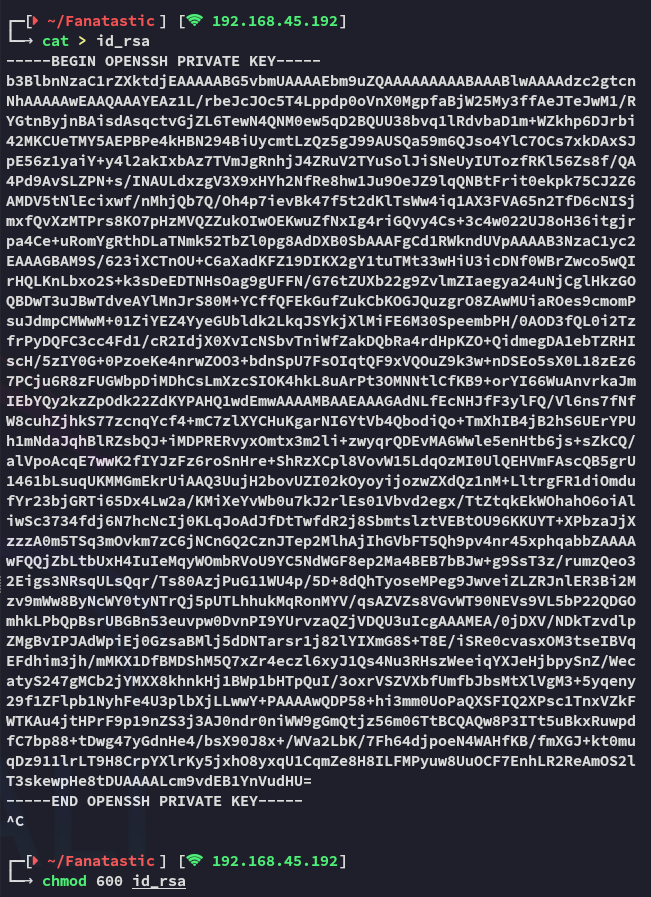 ~/Fanatastic ] [ 192.168.45.192]
cat > id_rsa
-----BEGIN OPENSSH PRIVATE KEY-----
b3BlbnNzaC1rZXktdjEAAAAABG5vbmUAAAAEbm9uZQAAAAAAAAABAAABlwAAAAdzc2gtcn
NhAAAAAwEAAQAAAYEAz1L/rbeJcJOc5T4Lppdp0oVnX0MgpfaBjW25My3ffAeJTeJwM1/R
YGtnByjnBAisdAsqctvGjZL6TewN4QNM0ew5qD2BQUU38bvq1lRdvbaD1m+WZkhp6DJrbi
42MKCUeTMY5AEPBPe4kHBN294BiUycmtLzQz5gJ99AUSQa59m6QJso4YlC7OCs7xkDAxSJ
pE56z1yaiY+y4l2akIxbAz7TVmJgRnhjJ4ZRuV2TYuSolJiSNeUyIUTozfRKl56Zs8f/QA
4Pd9AvSLZPN+s/INAULdxzgV3X9xHYh2NfRe8hw1Ju9OeJZ9lqQNBtFrit0ekpk75CJ2Z6
AMDV5tNlEcixwf/nMhjQb7Q/Oh4p7ievBk47f5t2dKlTsWw4iq1AX3FVA65n2TfD6cNISj
mxfQvXzMTPrs8KO7pHzMVQZZukOIwOEKwuZfNxIg4riGQvy4Cs+3c4w022UJ8oH36itgjr
pa4Ce+uRomYgRthDLaTNmk52TbZl0pg8AdDXB0SbAAAFgCd1RWkndUVpAAAAB3NzaC1yc2
EAAAGBAM9S/623iXCTnOU+C6aXadKFZ19DIKX2gY1tuTMt33wHiU3icDNf0WBrZwco5wQI
rHQLKnLbxo2S+k3sDeEDTNHsOag9gUFFN/G76tZUXb22g9ZvlmZIaegya24uNjCglHkzGO
QBDwT3uJBwTdveAYlMnJrS80M+YCffQFEkGufZukCbKOGJQuzgrO8ZAwMUiaROes9cmomP
suJdmpCMWwM+01ZiYEZ4YyeGUbldk2LkqJSYkjXlMiFE6M30SpeembPH/0AOD3fQL0i2Tz
frPyDQFC3cc4Fd1/cR2IdjX0XvIcNSbvTniWfZakDQbRa4rdHpKZO+QidmegDA1ebTZRHI
scH/5zIY0G+0PzoeKe4nrwZOO3+bdnSpU7FsOIqtQF9xVQOuZ9k3w+nDSEo5sX0L18zEz6
7PCju6R8zFUGWbpDiMDhCsLmXzcSIOK4hkL8uArPt3OMNNtlCfKB9+orYI66WuAnvrkaJm
IEbYQy2kzZpOdk22ZdKYPAHQ1wdEmwAAAAMBAAEAAAGAdNLfEcNHJfF3ylFQ/Vl6ns7fNf
W8cuhZjhkS77zcnqYcf4+mC7zlXYCHuKgarNI6YtVb4QbodiQo+TmXhIB4jB2hS6UErYPU
h1mNdaJqhBlRZsbQJ+iMDPRERvyxOmtx3m2li+zwyqrQDEvMA6Wwle5enHtb6js+sZkCQ/
alVpoAcqE7wwK2fIYJzFz6roSnHre+ShRzXCpl8VovW15LdqOzMI0UlQEHVmFAscQB5grU
1461bLsuqUKMMGmEkrUiAAQ3UujH2bovUZI02kOyoyijozwZXdQz1nM+LltrgFR1diOmdu
fYr23bjGRTi65Dx4Lw2a/KMiXeYvWb0u7kJ2rlEs01Vbvd2egx/TtZtqkEkWOhahO6oiAl
iwSc3734fdj6N7hcNcIj0KLqJoAdJfDtTwfdR2j8SbmtslztVEBtOU96KKUYT+XPbzaJjX
zzzA0m5TSq3mOvkm7zC6jNCnGQ2CznJTep2MlhAjIhGVbFT5Qh9pv4nr45xphqabbZAAAA
wFQQjZbLtbUxH4IuIeMqyWOmbRVoU9YC5NdWGF8ep2Ma4BEB7bBJw+g9SsT3z/rumzQeo3
2Eigs3NRsqULsQqr/Ts80AzjPuG11WU4p/5D+8dQhTyoseMPeg9JwveiZLZRJnlER3Bi2M
zv9mWw8ByNcWY0tyNTrQj5pUTLhhukMqRonMYV/qsAZVZs8VGvWT90NEVs9VL5bP22QDGO
mhkLPbQpBsrUBGBn53euvpw0DvnPI9YUrvzaQZjVDQU3uIcgAAAMEA/0jDXV/NDkTzvdlp
ZMgBvIPJAdWpiEj0GzsaBMlj5dDNTarsr1j82lYIXmG8S+T8E/iSRe0cvasxOM3tseIBVq
EFdhim3jh/mMKX1DfBMDShM5Q7xZr4eczl6xyJ1Qs4Nu3RHszWeeiqYXJeHjbpySnZ/Wec
atyS247gMCb2jYMXX8khnkHj1BWp1bHTpQuI/3oxrVSZVXbfUmfbJbsMtXlVgM3+5yqeny
29f1ZFlpb1NyhFe4U3plbXjLLwwY+PAAAAwQDP58+hi3mm0UoPaQXSFIQ2XPsc1TnxVZkF
WTKAu4jtHPrF9p19nZS3j3AJ0ndr0niWW9gGmQtjz56m06TtBCQAQw8P3ITt5uBkxRuwpd
fC7bp88+tDwg47yGdnHe4/bsX90J8x+/WVa2LbK/7Fh64djpoeN4WAHfKB/fmXGJ+kt0mu
qDz911lrLT9H8CrpYXlrKy5jxhO8yxqU1CqmZe8H8ILFMPyuw8UuOCF7EnhLR2ReAmOS2l
T3skewpHe8tDUAAAALcm9vdEB1YnVudHU=
-----END OPENSSH PRIVATE KEY-----
^C
~/Fanatastic ] [ 192.168.45.192]
chmod 600 id_rsa